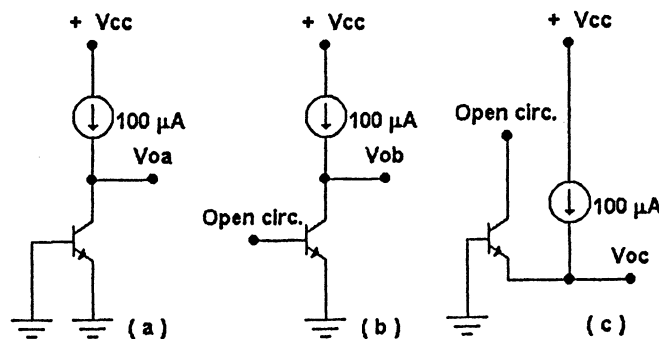 + Vcc
100 µA
Voa
( a )
+ Vcc
100 µA
Vob
Open circ.
( b )
+ Vcc
Open circ.
100 µA
Voc
( c )